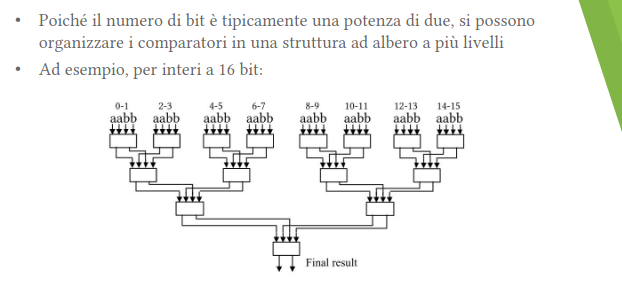 • Poiché il numero di bit è tipicamente una potenza di due, si possono
organizzare i comparatori in una struttura ad albero a più livelli
• Ad esempio, per interi a 16 bit:
0-1 2-3 4-5 6-7 8-9 10-11 12-13 14-15
aabb aabb aabb aabb aabb aabb aabb aabb
Final result